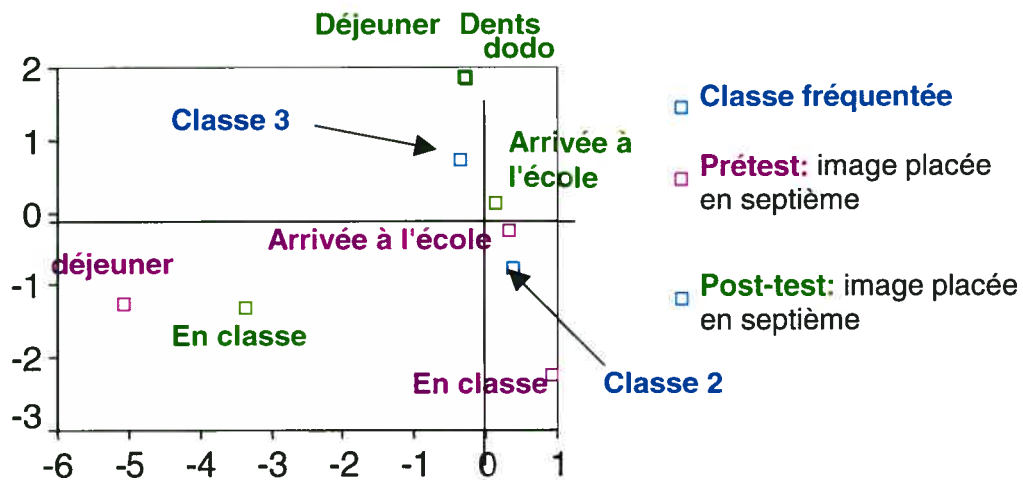 Déjeuner Dents
dodo
2
1
0
-1
-2
-3
-6 -5 -4 -3 -2 -1 0 1
Classe 3
Arrivée à
l'école
Arrivée à l'école
déjeuner
En classe
En classe
Classe 2
Classe fréquentée
Prétest: image placée
en septième
Post-test: image placée
en septième